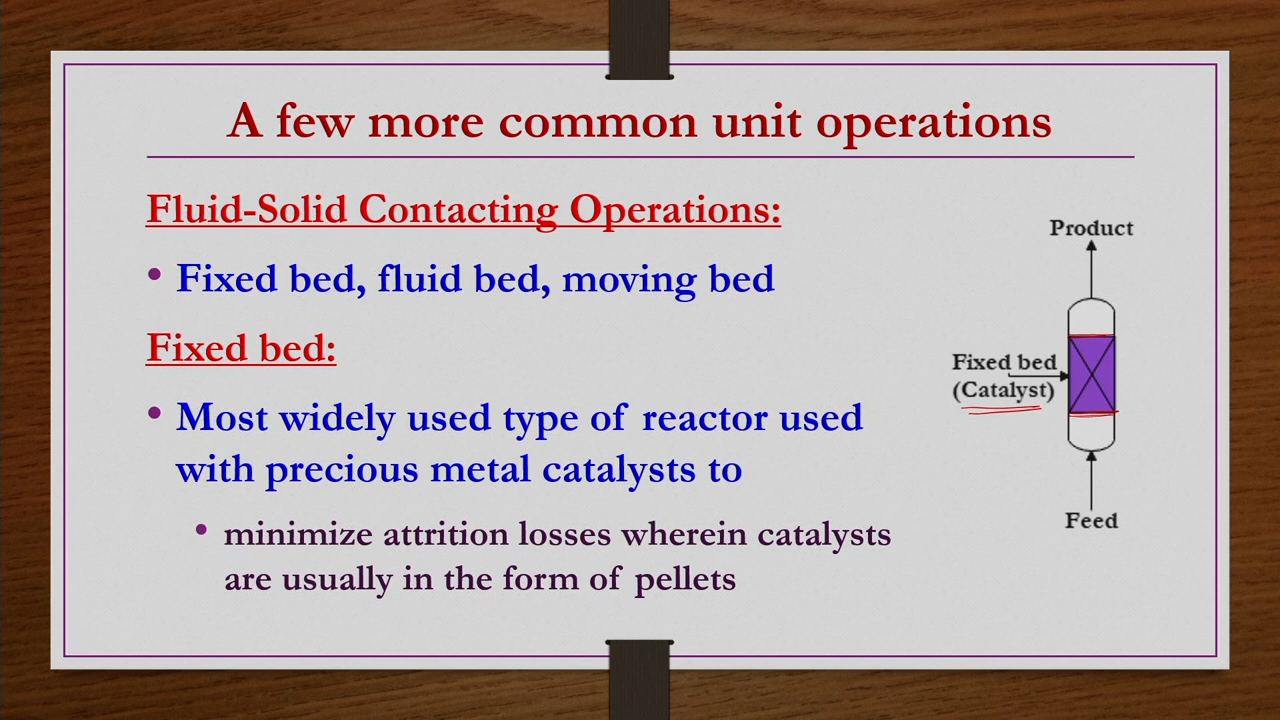 A few more common unit operations
Fluid-Solid Contacting Operations:
• Fixed bed, fluid bed, moving bed
Fixed bed:
• Most widely used type of reactor used
with precious metal catalysts to
• minimize attrition losses wherein catalysts
are usually in the form of pellets
Product
Fixed bed
(Catalyst)
Feed